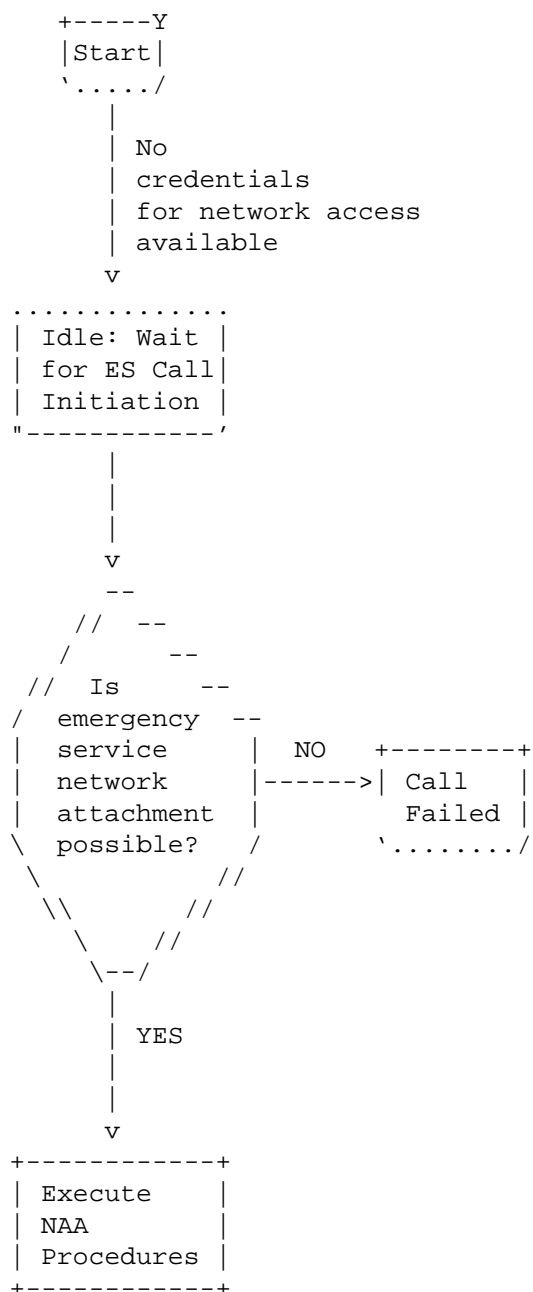 Start
No
credentials
for network access
available
v
Idle: Wait
for ES Call
Initiation
v
Is
emergency
service
network
attachment
possible?
NO
Call
Failed
YES
v
Execute
NAA
Procedures